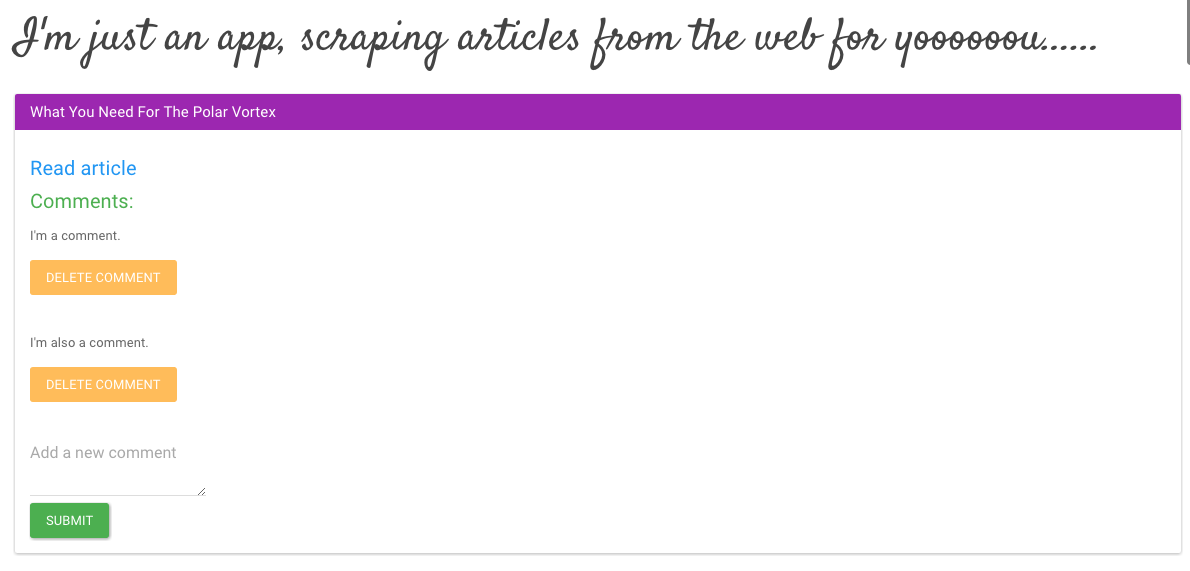 I'm just an app, scraping articles from the web for yoooooou......
What You Need For The Polar Vortex
Read article
Comments:
I'm a comment.
DELETE COMMENT
I'm also a comment.
DELETE COMMENT
Add a new comment
SUBMIT